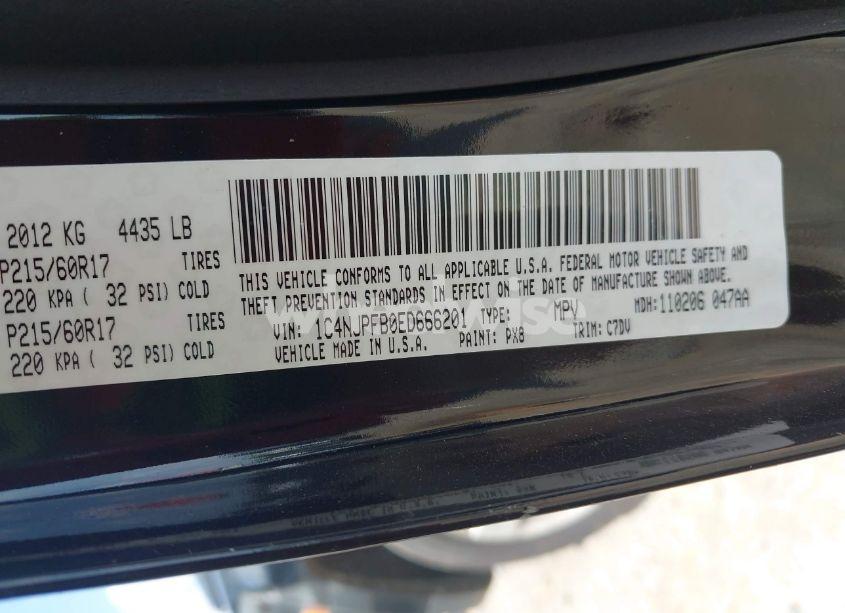 2012 KG 4435 LB
P215/60R17 TIRES
220 KPA ( 32 PSI) COLD
P215/60R17 TIRES
220 KPA ( 32 PSI) COLD
THIS VEHICLE CONFORMS TO ALL APPLICABLE U.S.A. FEDERAL MOTOR VEHICLE SAFETY AND
THEFT PREVENTION STANDARDS IN EFFECT ON THE DATE OF MANUFACTURE SHOWN ABOVE.
VIN: 1C4NJPFB0ED666201 TYPE: MPV MDH:110206 047AA
VEHICLE MADE IN U.S.A. PAINT: PX8 TRIM: C7DV